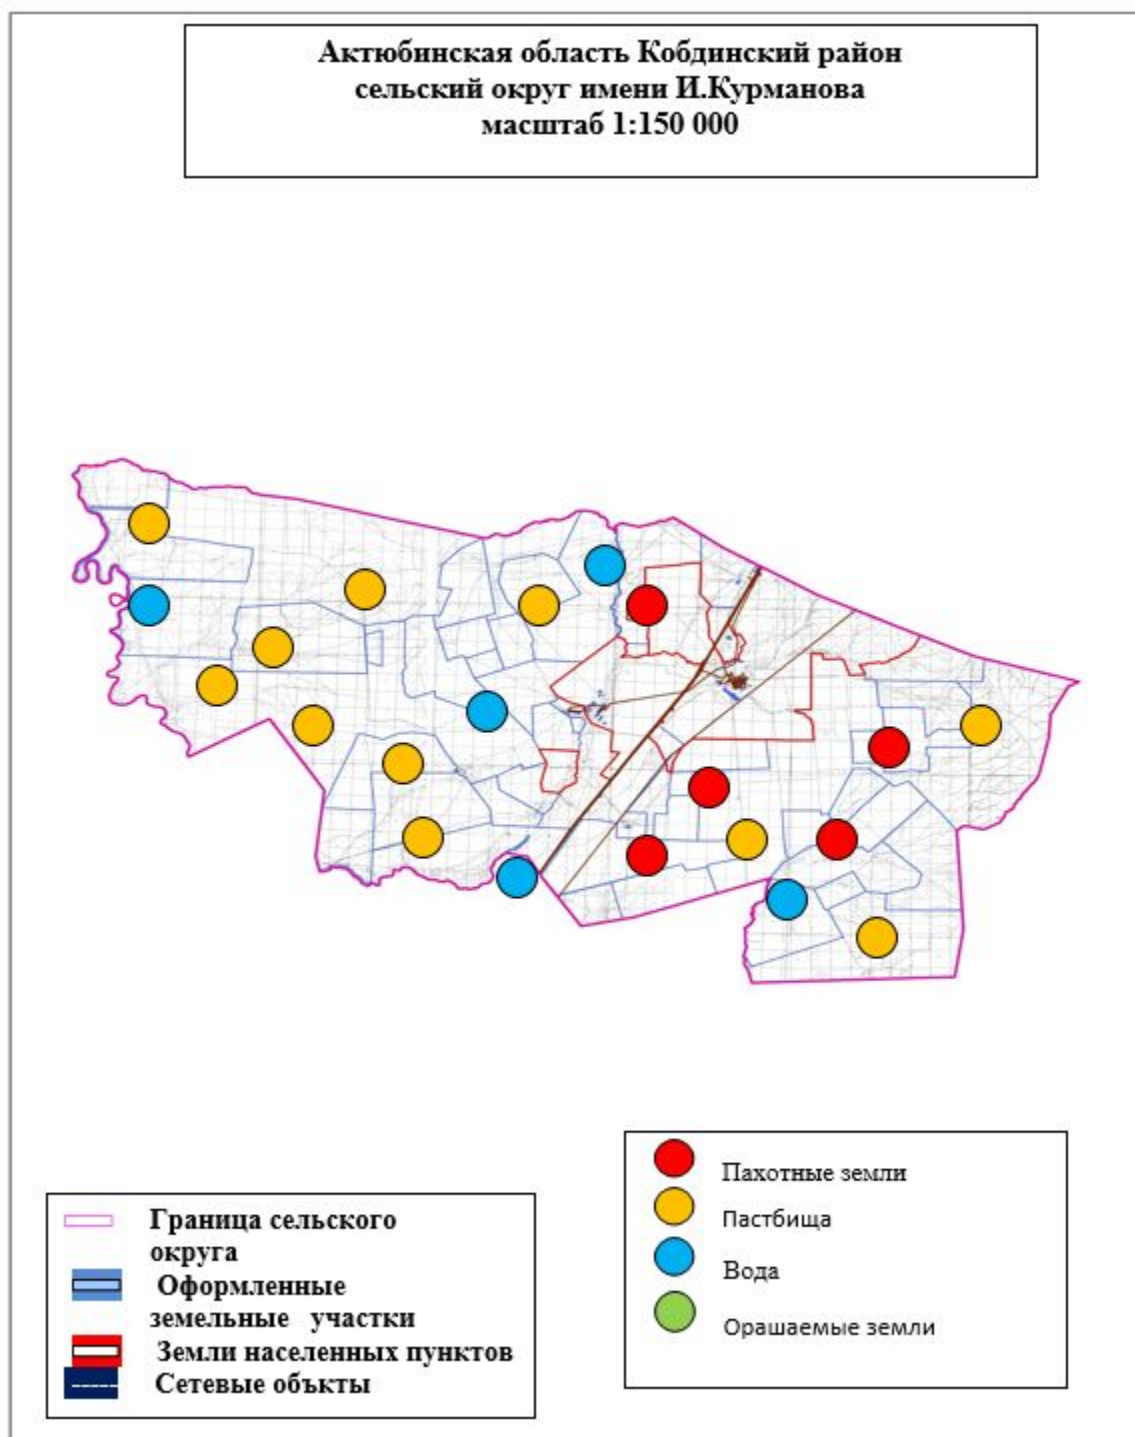 Актюбинская область Кобдинский район
сельский округ имени И.Курманова
масштаб 1:150 000
Пахотные земли
Пастбища
Вода
Орашаемые земли
Граница сельского
округа
Оформленные
земельные участки
Земли населенных пунктов
Сетевые объкты